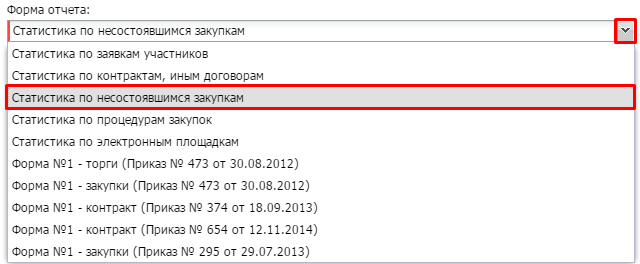 Форма отчета:
Статистика по несостоявшимся закупкам
Статистика по заявкам участников
Статистика по контрактам, иным договорам
Статистика по несостоявшимся закупкам
Статистика по процедурам закупок
Статистика по электронным площадкам
Форма №1 - торги (Приказ № 473 от 30.08.2012)
Форма №1 - закупки (Приказ № 473 от 30.08.2012)
Форма №1 - контракт (Приказ № 374 от 18.09.2013)
Форма №1 - контракт (Приказ № 654 от 12.11.2014)
Форма №1 - закупки (Приказ № 295 от 29.07.2013)